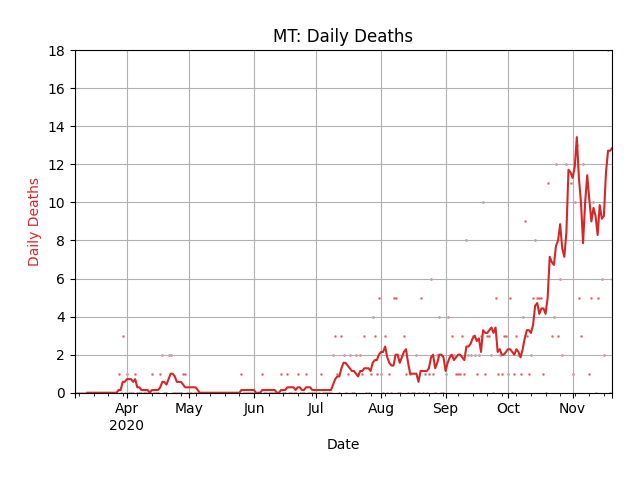 MT: Daily Deaths
18
16
14
12
10
8
6
4
2
0
Daily Deaths
Apr
2020
May
Jun
Jul
Aug
Sep
Oct
Nov
Date